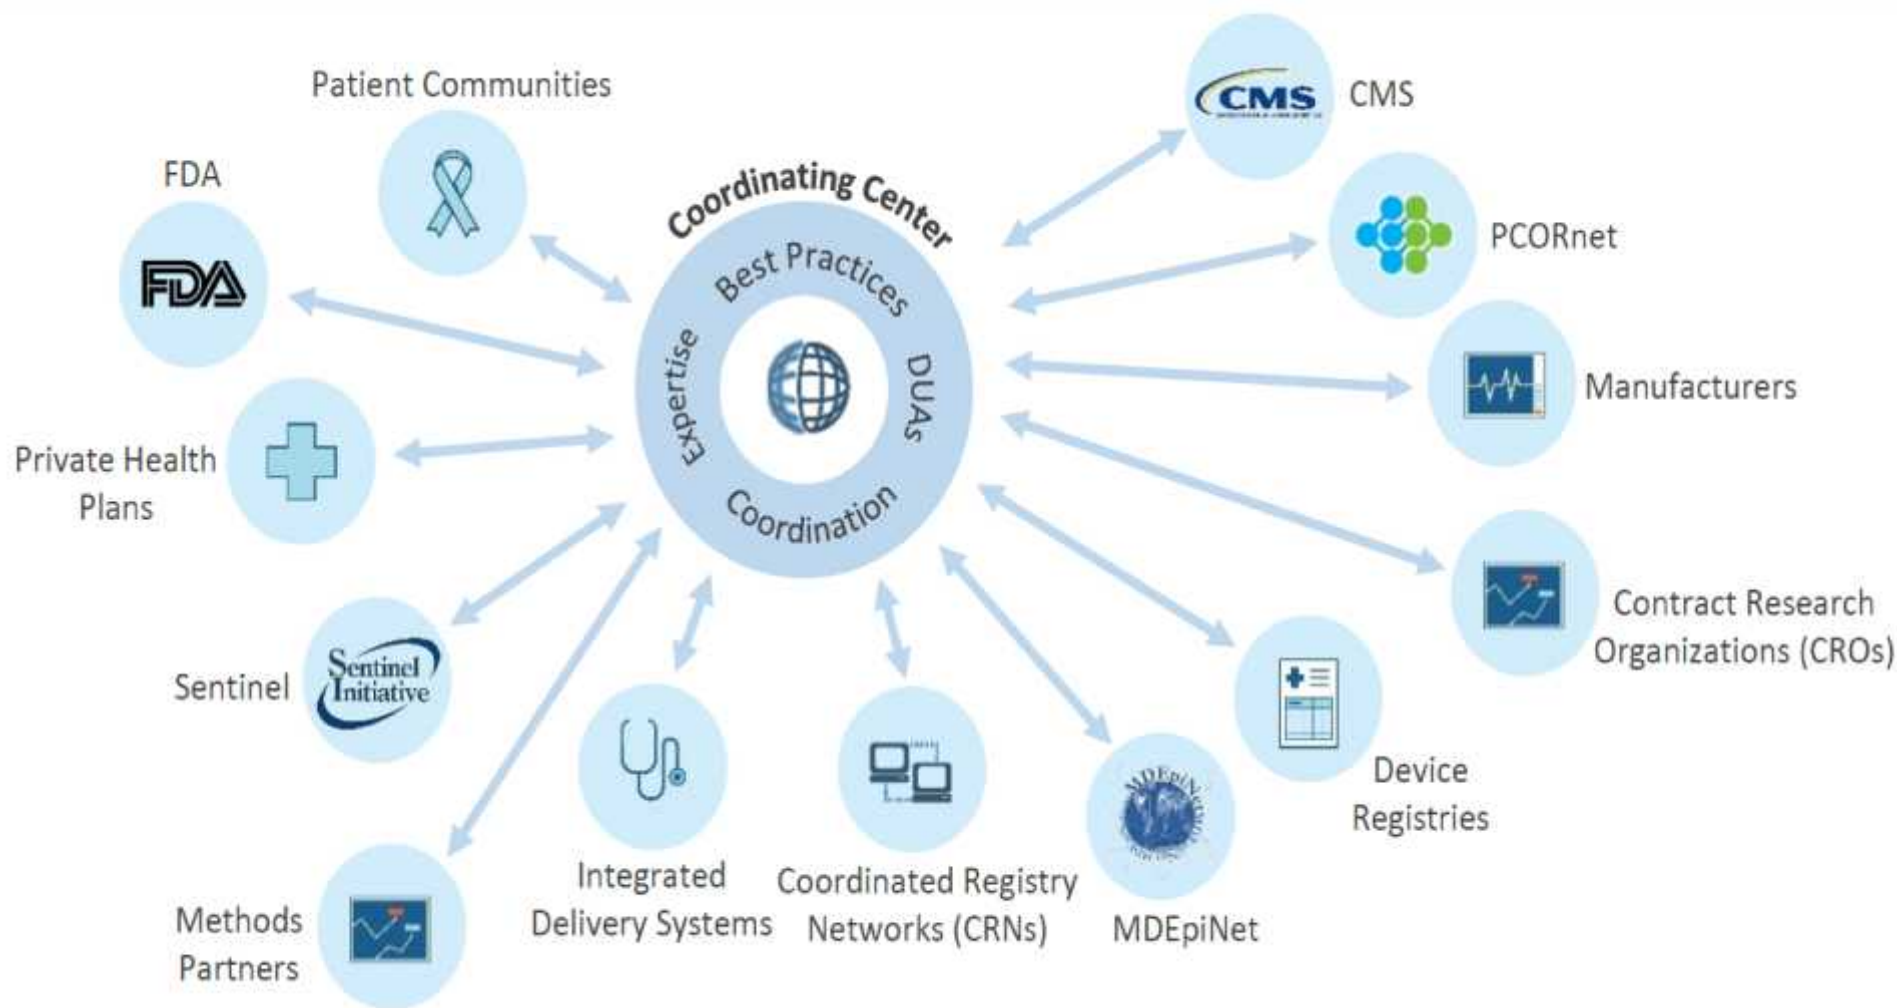 Patient Communities
FDA
FDA
Private Health
Plans
Sentinel
Sentinel
Initiative
Methods
Partners
Integrated
Delivery Systems
Coordinated Registry
Networks (CRNs)
MDEpiNet
MDEpiNet
Device
Registries
Contract Research
Organizations (CROs)
Manufacturers
PCORnet
CMS
CMS
Coordinating Center
Best Practices
Expertise
DUAs
Coordination